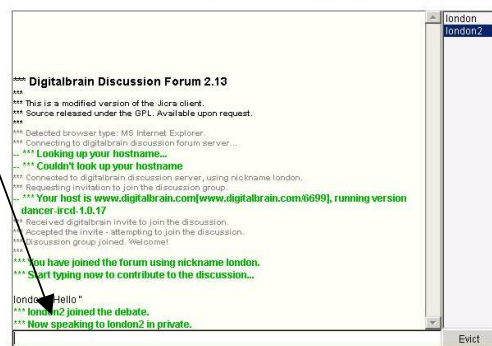 *** Digitalbrain Discussion Forum 2.13
***
*** This is a modified version of the Jicra client.
*** Source released under the GPL. Available upon request.
***
*** Detected browser type: MS Internet Explorer.
*** Connecting to digitalbrain discussion forum server...
-- *** Looking up your hostname...
-- *** Couldn't look up your hostname
*** Connected to digitalbrain discussion server, using nickname london.
*** Requesting invitation to join the discussion group.
-- *** Your host is www.digitalbrain.com[www.digitalbrain.com/6699], running version
dancer-ircd-1.0.17
*** Received digitalbrain invite to join the discussion.
*** Accepted the invite - attempting to join the discussion.
*** Discussion group joined. Welcome!
***
*** You have joined the forum using nickname london.
*** Start typing now to contribute to the discussion...
london "Hello"
*** london2 joined the debate.
*** Now speaking to london2 in private.
london
london2
Evict